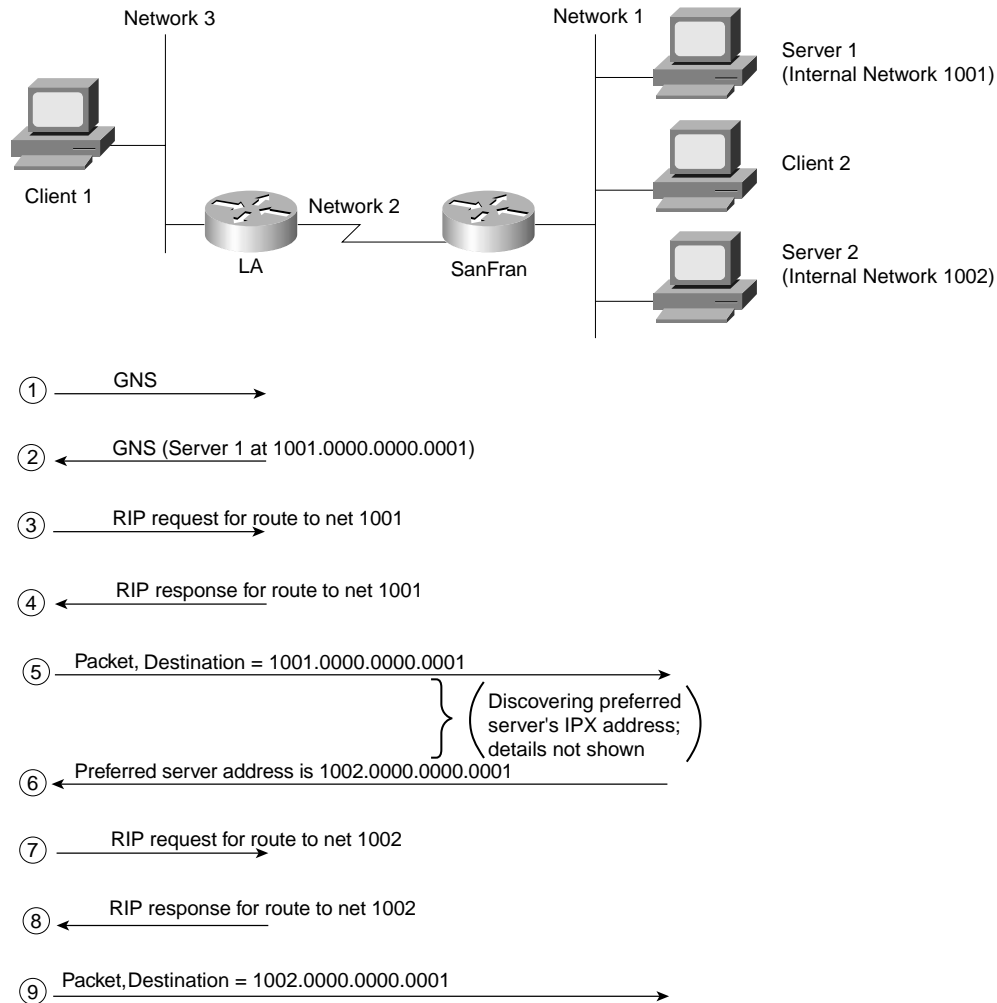 Network 3
Network 1
Server 1
(Internal Network 1001)
Client 1
Client 2
Network 2
LA
SanFran
Server 2
(Internal Network 1002)
1 GNS
2 GNS (Server 1 at 1001.0000.0000.0001)
3 RIP request for route to net 1001
4 RIP response for route to net 1001
5 Packet, Destination = 1001.0000.0000.0001
Discovering preferred
server's IPX address;
details not shown
6 Preferred server address is 1002.0000.0000.0001
7 RIP request for route to net 1002
8 RIP response for route to net 1002
9 Packet,Destination = 1002.0000.0000.0001